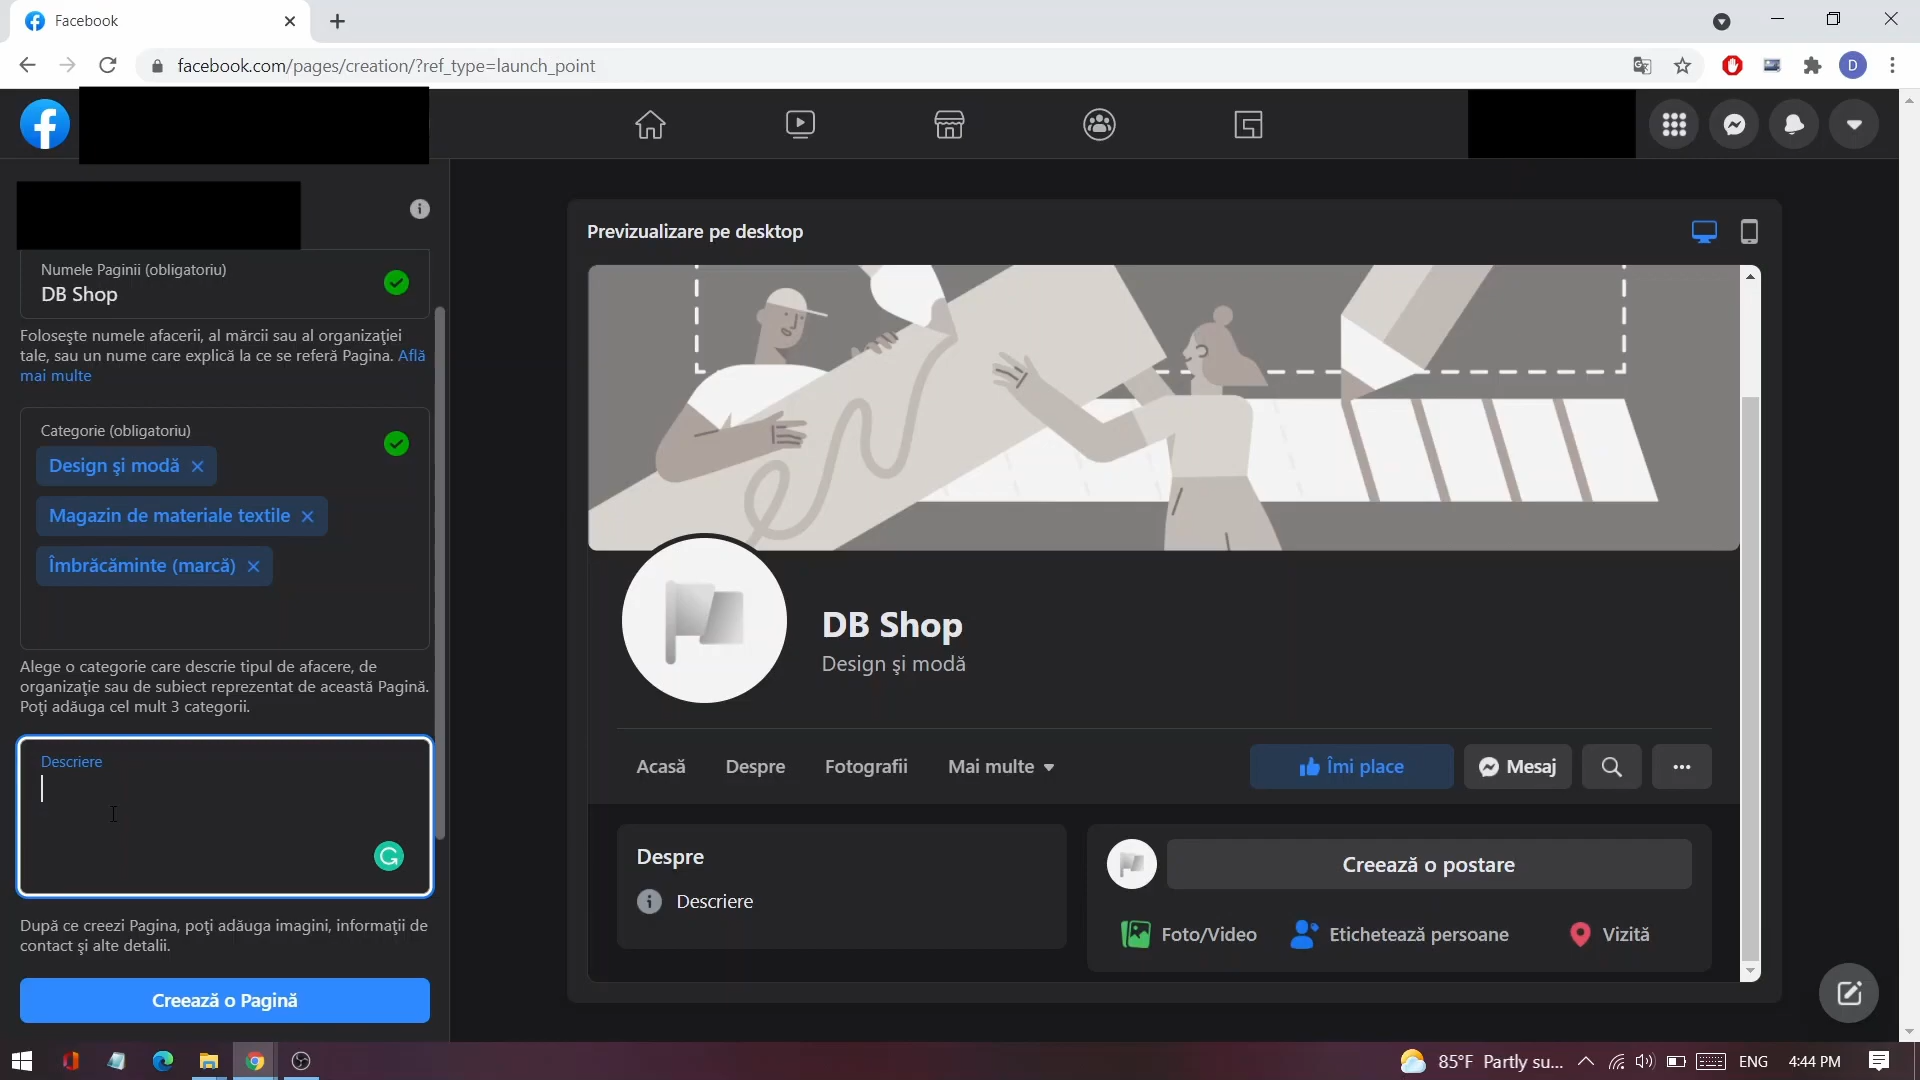 Facebook
facebook.com/pages/creation/?ref_type=launch_point
D
Numele Paginii (obligatoriu)
DB Shop
Foloseşte numele afacerii, al mărcii sau al organizaţiei
tale, sau un nume care explică la ce se referă Pagina. Află
mai multe
Categorie (obligatoriu)
Design şi modă
Magazin de materiale textile
Îmbrăcăminte (marcă)
Alege o categorie care descrie tipul de afacere, de
organizaţie sau de subiect reprezentat de această Pagină.
Poţi adăuga cel mult 3 categorii.
Descriere
După ce creezi Pagina, poţi adăuga imagini, informaţii de
contact şi alte detalii.
Creează o Pagină
Previzualizare pe desktop
DB Shop
Design şi modă
Acasă Despre Fotografii Mai multe Îmi place Mesaj
Despre
Descriere
Creează o postare
Foto/Video Etichetează persoane Vizită
85°F Partly su... ENG 4:44 PM